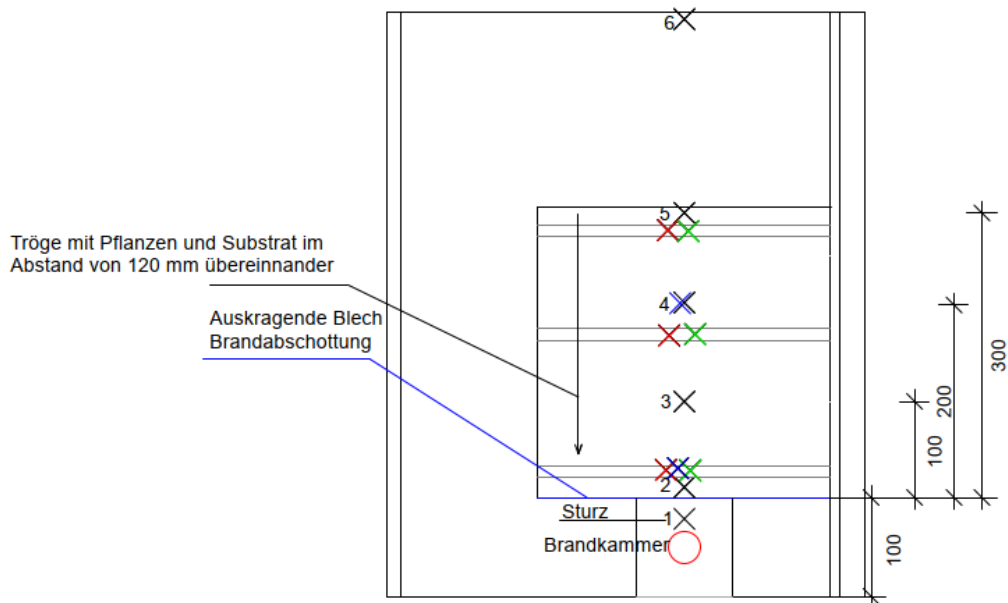 6
5
Tröge mit Pflanzen und Substrat im
Abstand von 120 mm übereinnander
4
Auskragende Blech
Brandabschottung
300
200
3
100
2
Sturz
1
Brandkammer
100